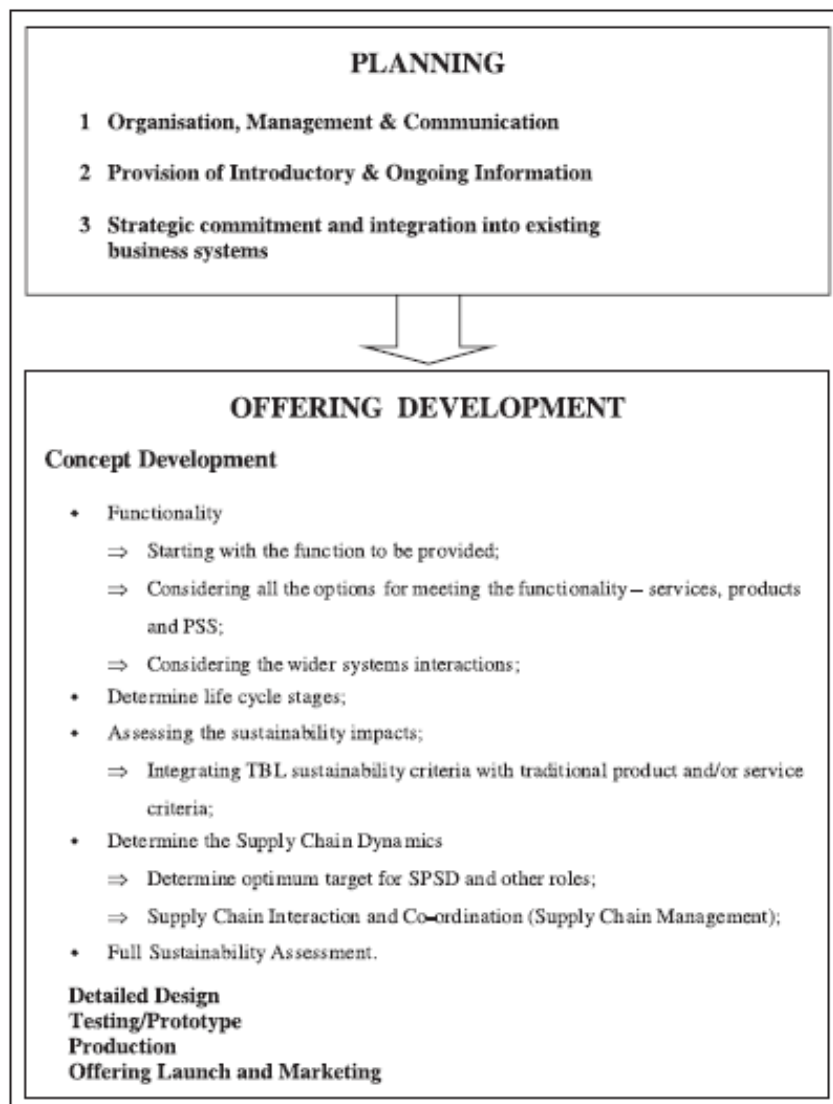 PLANNING
1 Organisation, Management & Communication
2 Provision of Introductory & Ongoing Information
3 Strategic commitment and integration into existing
business systems
OFFERING DEVELOPMENT
Concept Development
• Functionality
⇒ Starting with the function to be provided;
⇒ Considering all the options for meeting the functionality – services, products
and PSS;
⇒ Considering the wider systems interactions;
• Determine life cycle stages;
• Assessing the sustainability impacts;
⇒ Integrating TBL sustainability criteria with traditional product and/or service
criteria;
• Determine the Supply Chain Dynamics
⇒ Determine optimum target for SPSD and other roles;
⇒ Supply Chain Interaction and Co–ordination (Supply Chain Management);
• Full Sustainability Assessment.
Detailed Design
Testing/Prototype
Production
Offering Launch and Marketing